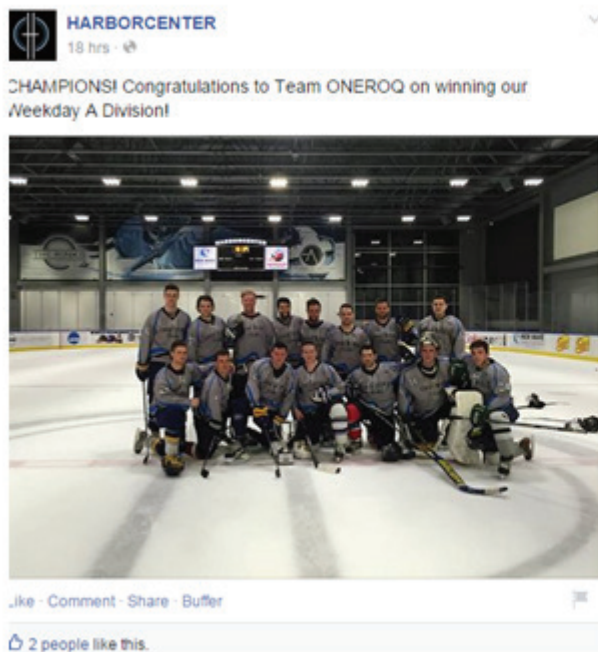 HARBORCENTER
18 hrs ·
CHAMPIONS! Congratulations to Team ONEROQ on winning our
Weekday A Division!
Like · Comment · Share · Buffer
2 people like this.